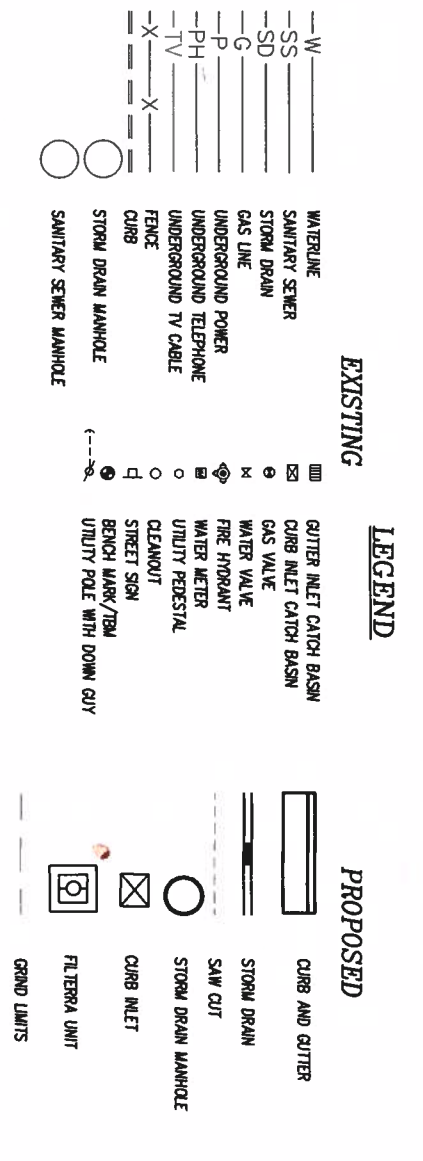 LEGEND
EXISTING
W WATERLINE
SS SANITARY SEWER
SD STORM DRAIN
G GAS LINE
P UNDERGROUND POWER
PH UNDERGROUND TELEPHONE
TV UNDERGROUND TV CABLE
X X FENCE
CURB
STORM DRAIN MANHOLE
SANITARY SEWER MANHOLE
GUTTER INLET CATCH BASIN
CURB INLET CATCH BASIN
GAS VALVE
WATER VALVE
FIRE HYDRANT
WATER METER
UTILITY PEDESTAL
CLEANOUT
STREET SIGN
BENCH MARK/TBM
UTILITY POLE WITH DOWN GUY
PROPOSED
CURB AND GUTTER
STORM DRAIN
SAW CUT
STORM DRAIN MANHOLE
CURB INLET
FILTERRA UNIT
GRIND LIMITS